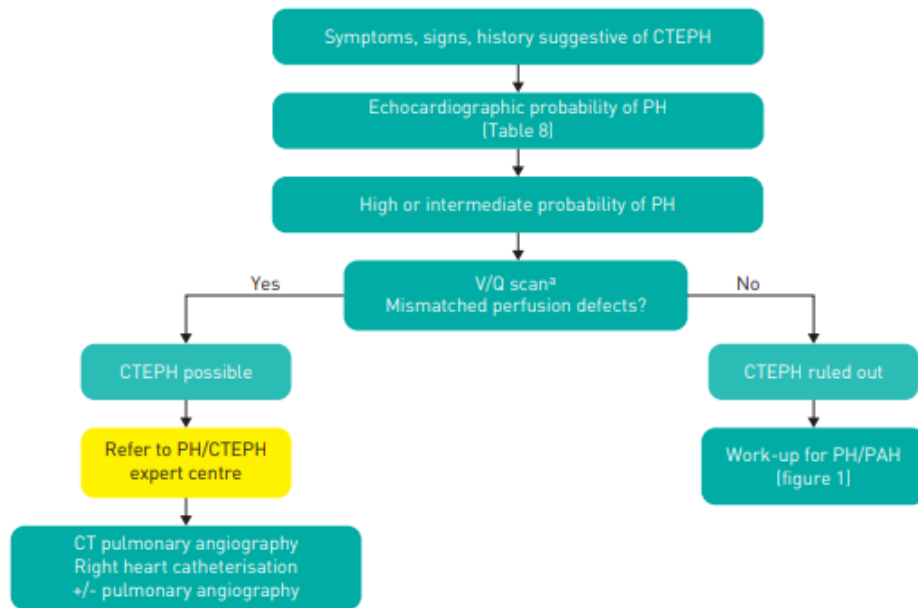 Symptoms, signs, history suggestive of CTEPH
Echocardiographic probability of PH
(Table 8)
High or intermediate probability of PH
Yes
V/Q scanᵃ
Mismatched perfusion defects?
No
CTEPH possible
CTEPH ruled out
Refer to PH/CTEPH
expert centre
Work-up for PH/PAH
(figure 1)
CT pulmonary angiography
Right heart catheterisation
+/- pulmonary angiography